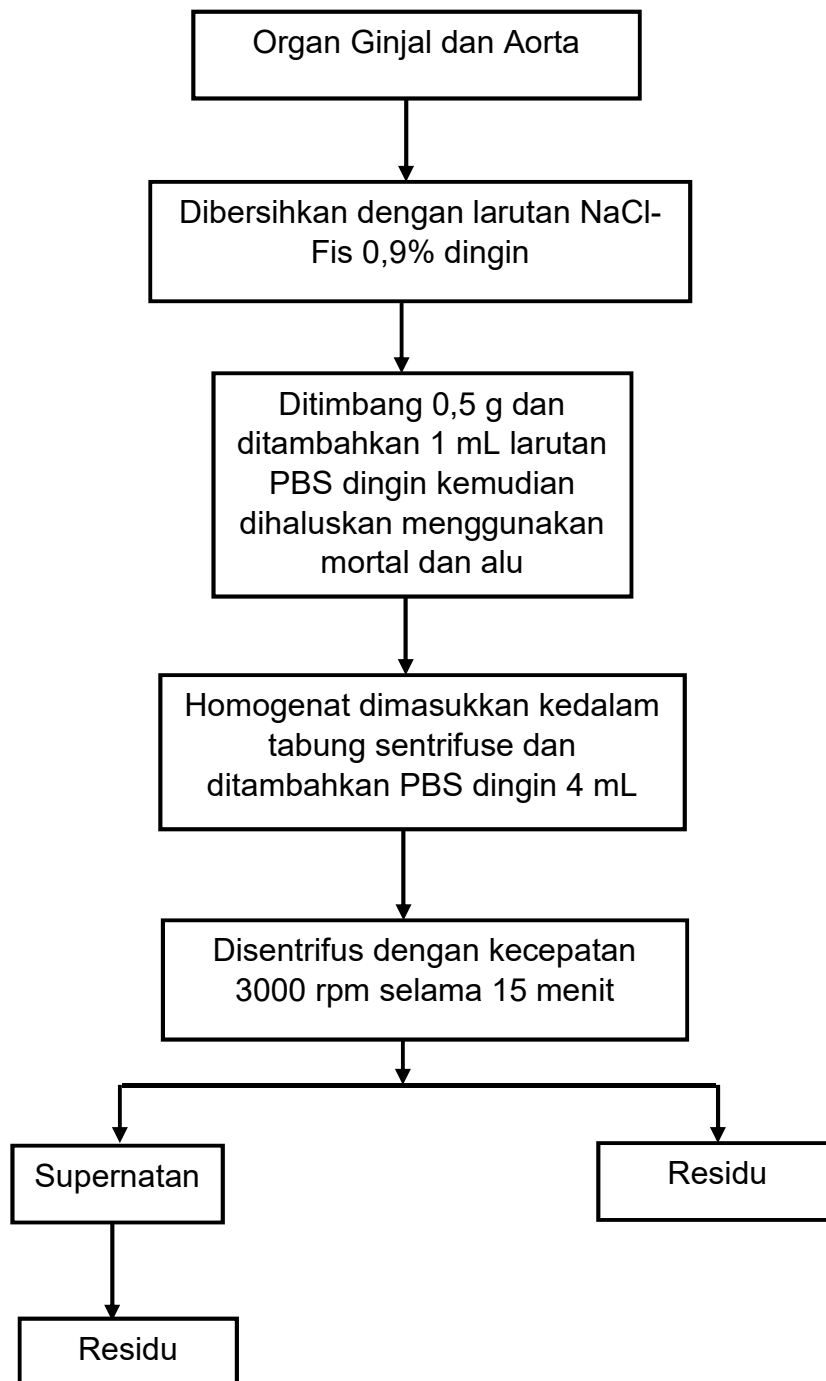 Organ Ginjal dan Aorta
Dibersihkan dengan larutan NaCl-
Fis 0,9% dingin
Ditimbang 0,5 g dan
ditambahkan 1 mL larutan
PBS dingin kemudian
dihaluskan menggunakan
mortal dan alu
Homogenat dimasukkan kedalam
tabung sentrifuse dan
ditambahkan PBS dingin 4 mL
Disentrifus dengan kecepatan
3000 rpm selama 15 menit
Supernatan
Residu
Residu